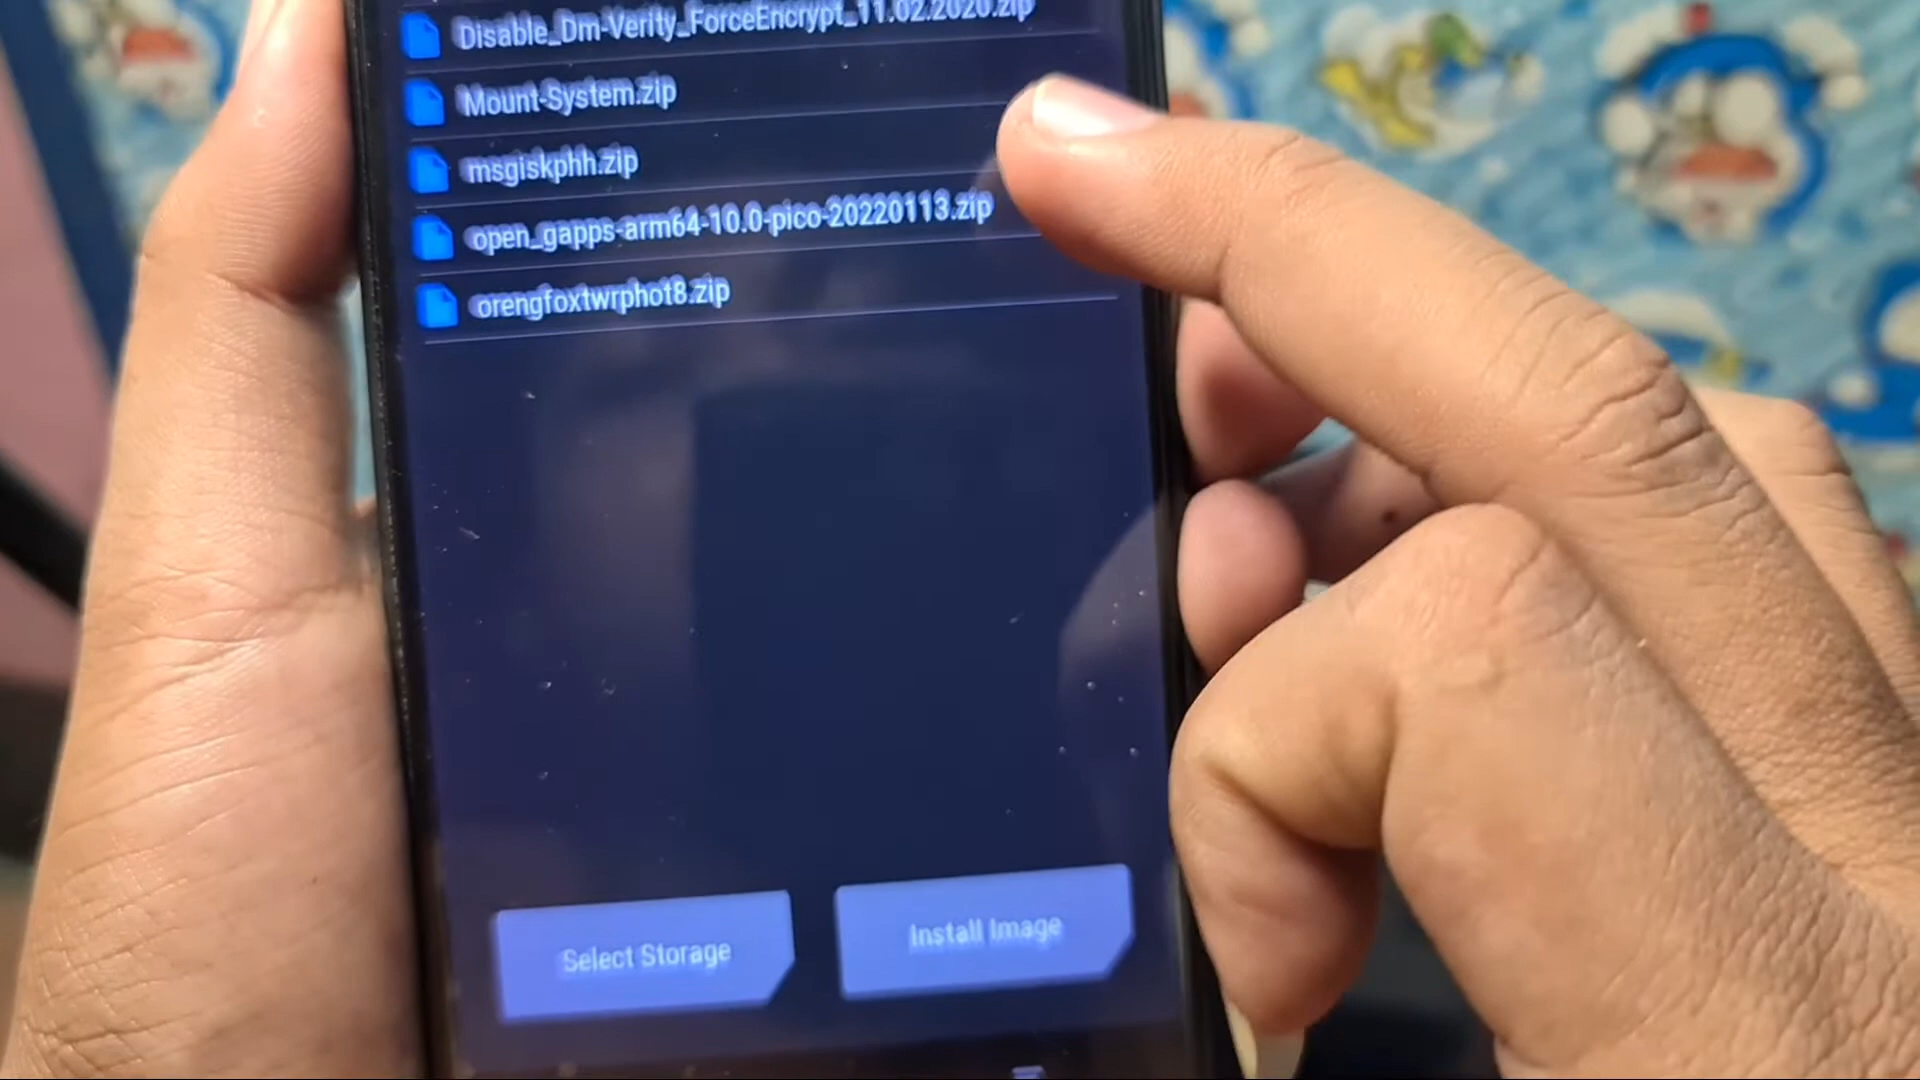 Disable_Dm-Verity_ForceEncrypt_11.02.2020.zip
Mount-System.zip
msgiskphh.zip
open_gapps-arm64-10.0-pico-20220113.zip
orengfoxtwrphot8.zip
Select Storage
Install Image